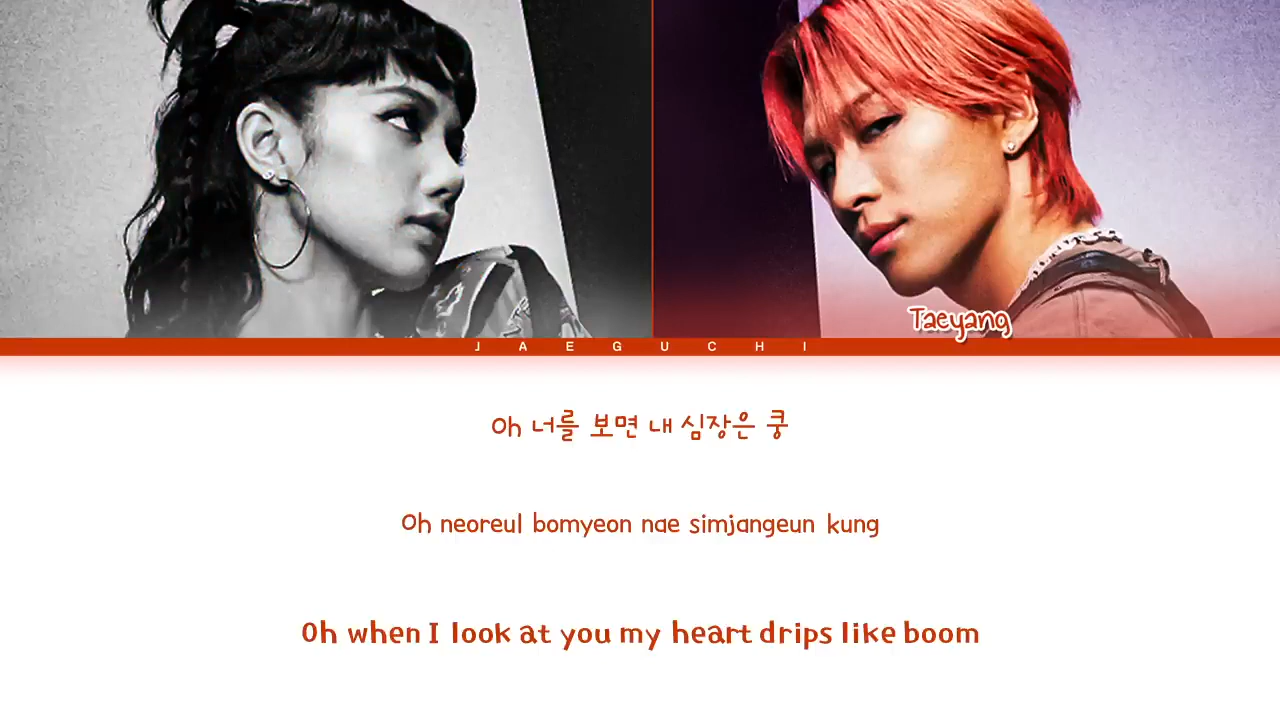 Taeyang
JAEGUCHI
Oh 너를 보면 내 심장은 쿵
Oh neoreul bomyeon nae simjangeun kung
Oh when I look at you my heart drips like boom